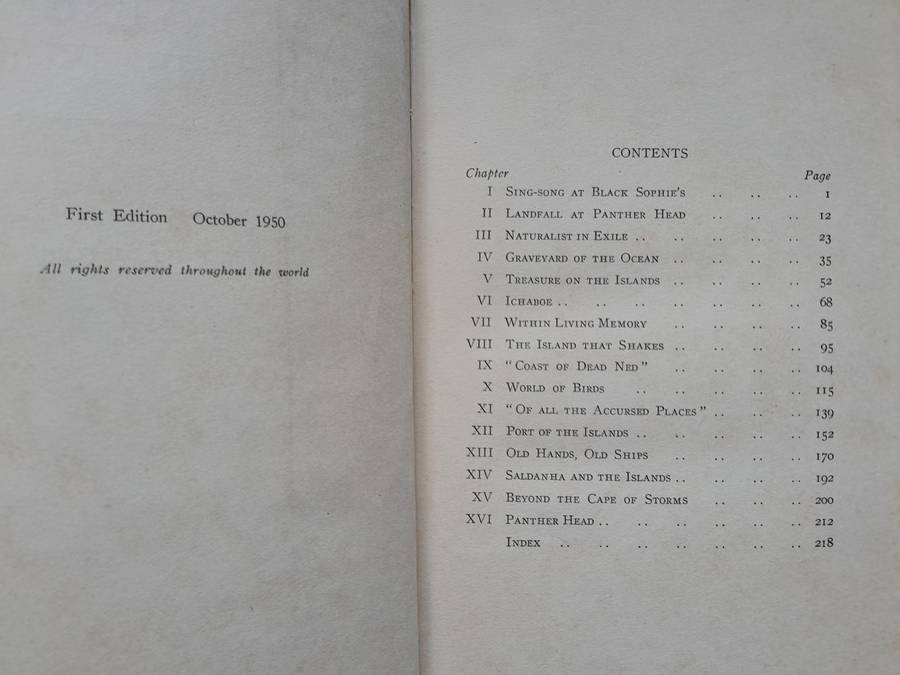 First Edition October 1950
All rights reserved throughout the world
CONTENTS
Chapter Page
I SING-SONG AT BLACK SOPHIE'S .. .. .. 1
II LANDFALL AT PANTHER HEAD .. .. .. 12
III NATURALIST IN EXILE .. .. .. .. .. 23
IV GRAVEYARD OF THE OCEAN .. .. .. .. 35
V TREASURE ON THE ISLANDS .. .. .. .. 52
VI ICHABOE .. .. .. .. .. .. .. 68
VII WITHIN LIVING MEMORY .. .. .. .. 85
VIII THE ISLAND THAT SHAKES .. .. .. .. 95
IX "COAST OF DEAD NED" .. .. .. .. 104
X WORLD OF BIRDS .. .. .. .. .. 115
XI "OF ALL THE ACCURSED PLACES" .. .. .. 139
XII PORT OF THE ISLANDS .. .. .. .. .. 152
XIII OLD HANDS, OLD SHIPS .. .. .. .. 170
XIV SALDANHA AND THE ISLANDS .. .. .. .. 192
XV BEYOND THE CAPE OF STORMS .. .. .. 200
XVI PANTHER HEAD .. .. .. .. .. .. 212
INDEX .. .. .. .. .. .. .. 218